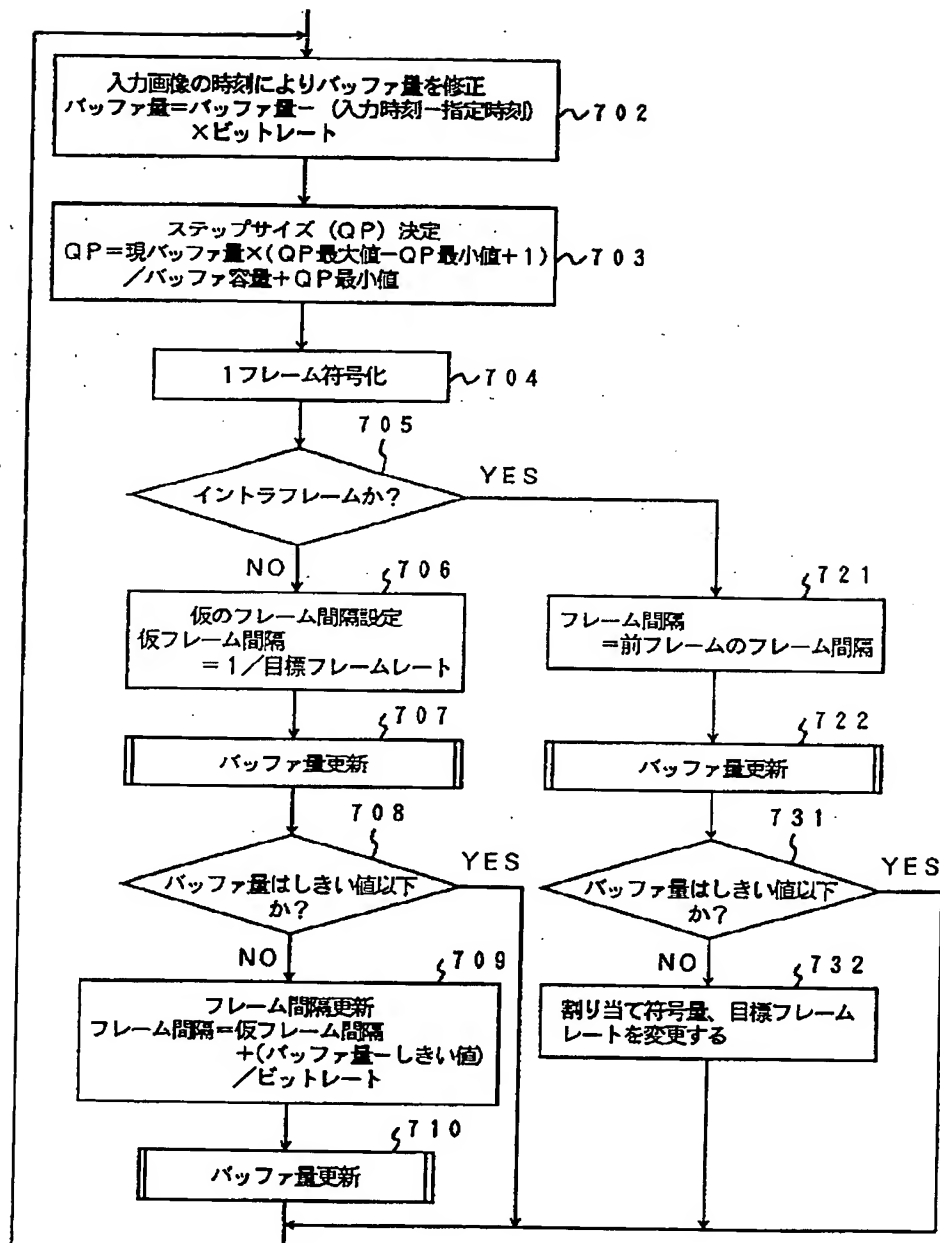 入力画像の時刻によりバッファ量を修正
バッファ量=バッファ量-(入力時刻-指定時刻)
×ビットレート
702
ステップサイズ(QP)決定
QP=現バッファ量×(QP最大値-QP最小値+1)
/バッファ容量+QP最小値
703
1フレーム符号化
704
705
イントラフレームか?
YES
NO
706
仮のフレーム間隔設定
仮フレーム間隔
=1/目標フレームレート
721
フレーム間隔
=前フレームのフレーム間隔
707
バッファ量更新
722
バッファ量更新
708
バッファ量はしきい値以下
か?
YES
731
バッファ量はしきい値以下
か?
YES
NO
709
フレーム間隔更新
フレーム間隔=仮フレーム間隔
+(バッファ量-しきい値)
/ビットレート
NO
732
割り当て符号量、目標フレーム
レートを変更する
710
バッファ量更新